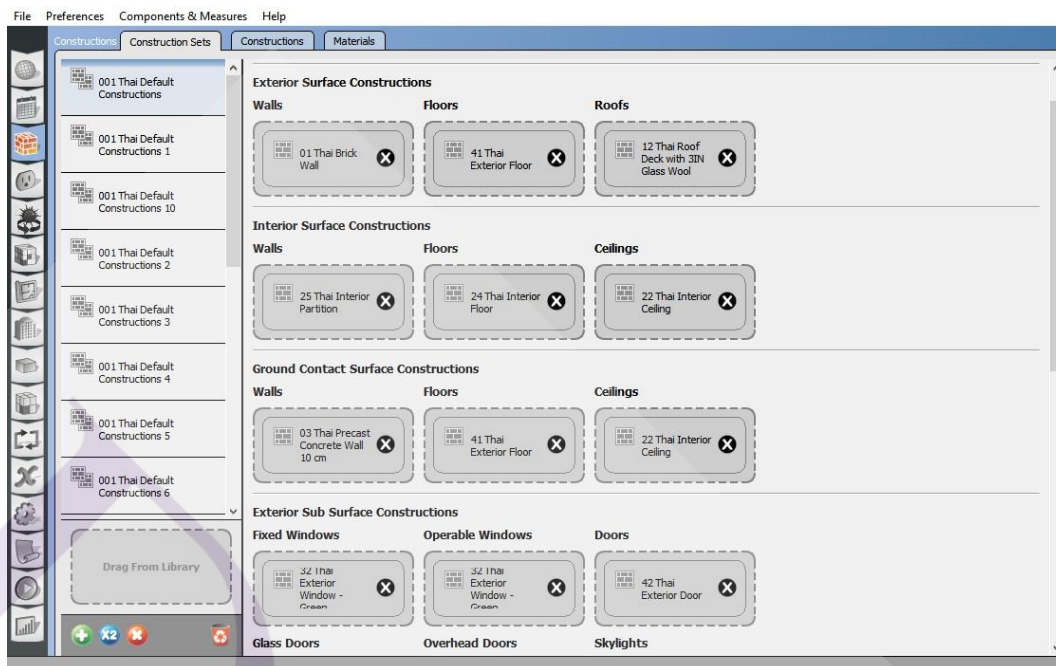 File Preferences Components & Measures Help
Constructions Construction Sets Constructions Materials
001 Thai Default
Constructions
001 Thai Default
Constructions 1
001 Thai Default
Constructions 10
001 Thai Default
Constructions 2
001 Thai Default
Constructions 3
001 Thai Default
Constructions 4
001 Thai Default
Constructions 5
001 Thai Default
Constructions 6
Drag From Library
X2
Exterior Surface Constructions
Walls Floors Roofs
01 Thai Brick
Wall
41 Thai
Exterior Floor
12 Thai Roof
Deck with 3IN
Glass Wool
Interior Surface Constructions
Walls Floors Ceilings
25 Thai Interior
Partition
24 Thai Interior
Floor
22 Thai Interior
Ceiling
Ground Contact Surface Constructions
Walls Floors Ceilings
03 Thai Precast
Concrete Wall
10 cm
41 Thai
Exterior Floor
22 Thai Interior
Ceiling
Exterior Sub Surface Constructions
Fixed Windows Operable Windows Doors
32 Thai
Exterior
Window -
Green
32 Thai
Exterior
Window -
Green
42 Thai
Exterior Door
Glass Doors Overhead Doors Skylights